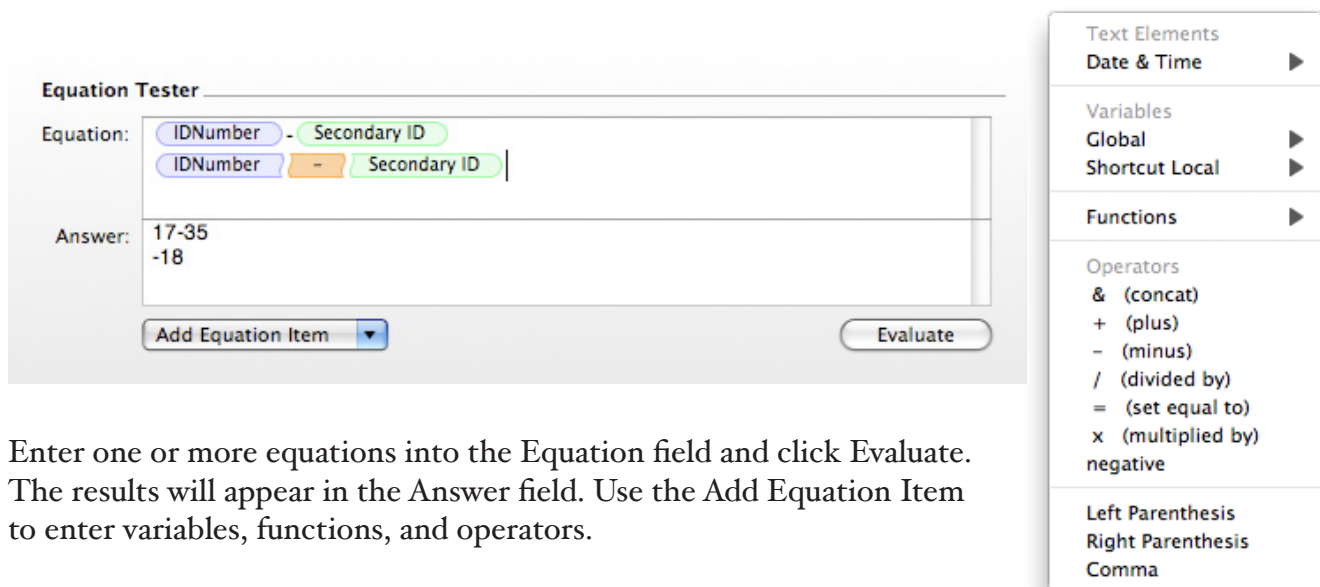 Equation Tester
Equation: IDNumber - Secondary ID
IDNumber - Secondary ID
Answer: 17-35
-18
Add Equation Item
Evaluate
Enter one or more equations into the Equation field and click Evaluate.
The results will appear in the Answer field. Use the Add Equation Item
to enter variables, functions, and operators.
Text Elements
Date & Time
Variables
Global
Shortcut Local
Functions
Operators
& (concat)
+ (plus)
- (minus)
/ (divided by)
= (set equal to)
x (multiplied by)
negative
Left Parenthesis
Right Parenthesis
Comma